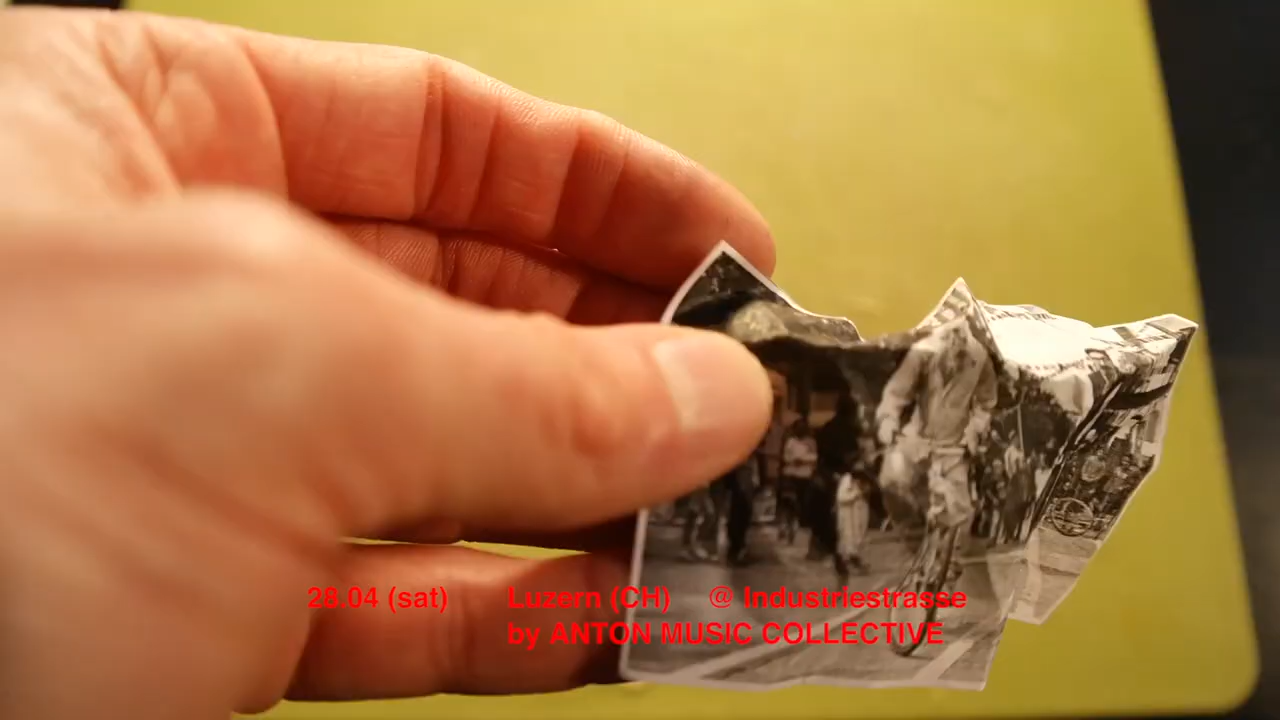 28.04 (sat) Luzern (CH) @ Industriestrasse
by ANTON MUSIC COLLECTIVE